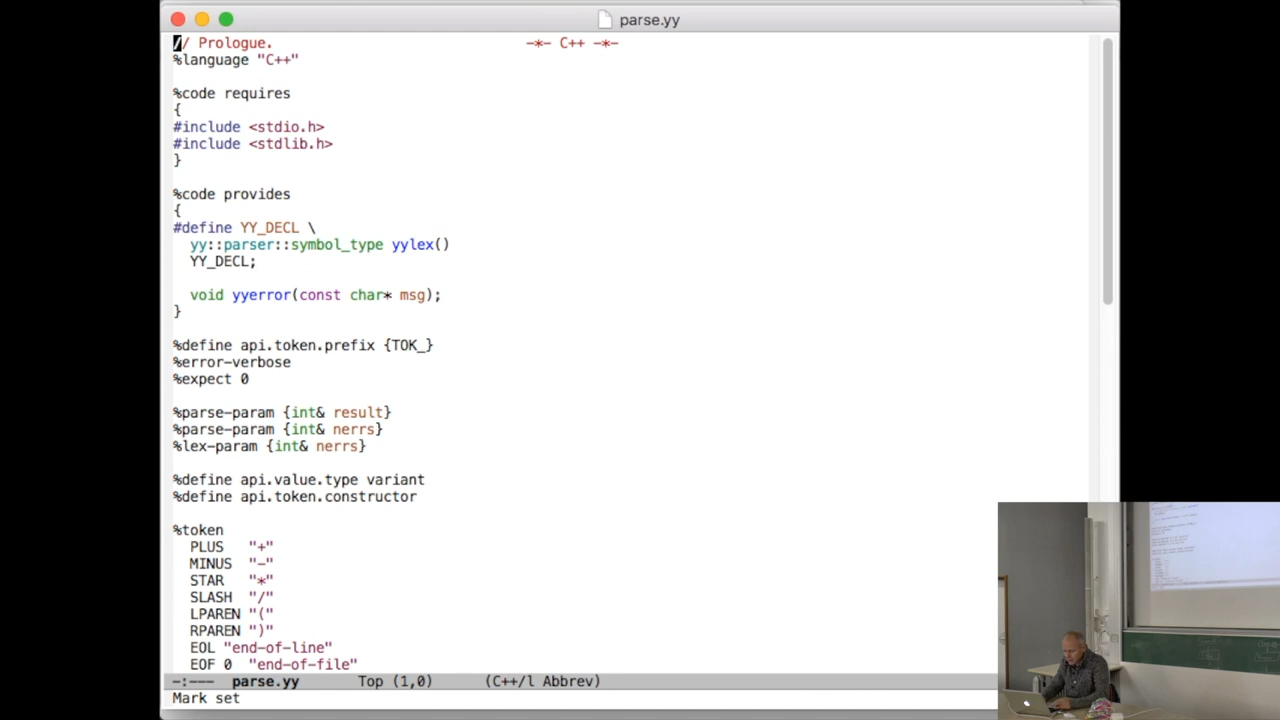 parse.yy
// Prologue. -*- C++ -*-
%language "C++"
%code requires
{
#include <stdio.h>
#include <stdlib.h>
}
%code provides
{
#define YY_DECL \
yy::parser::symbol_type yylex()
YY_DECL;
void yyerror(const char* msg);
}
%define api.token.prefix {TOK_}
%error-verbose
%expect 0
%parse-param {int& result}
%parse-param {int& nerrs}
%lex-param {int& nerrs}
%define api.value.type variant
%define api.token.constructor
%token
PLUS "+"
MINUS "-"
STAR "*"
SLASH "/"
LPAREN "("
RPAREN ")"
EOL "end-of-line"
EOF 0 "end-of-file"
-:--- parse.yy Top (1,0) (C++/l Abbrev)
Mark set